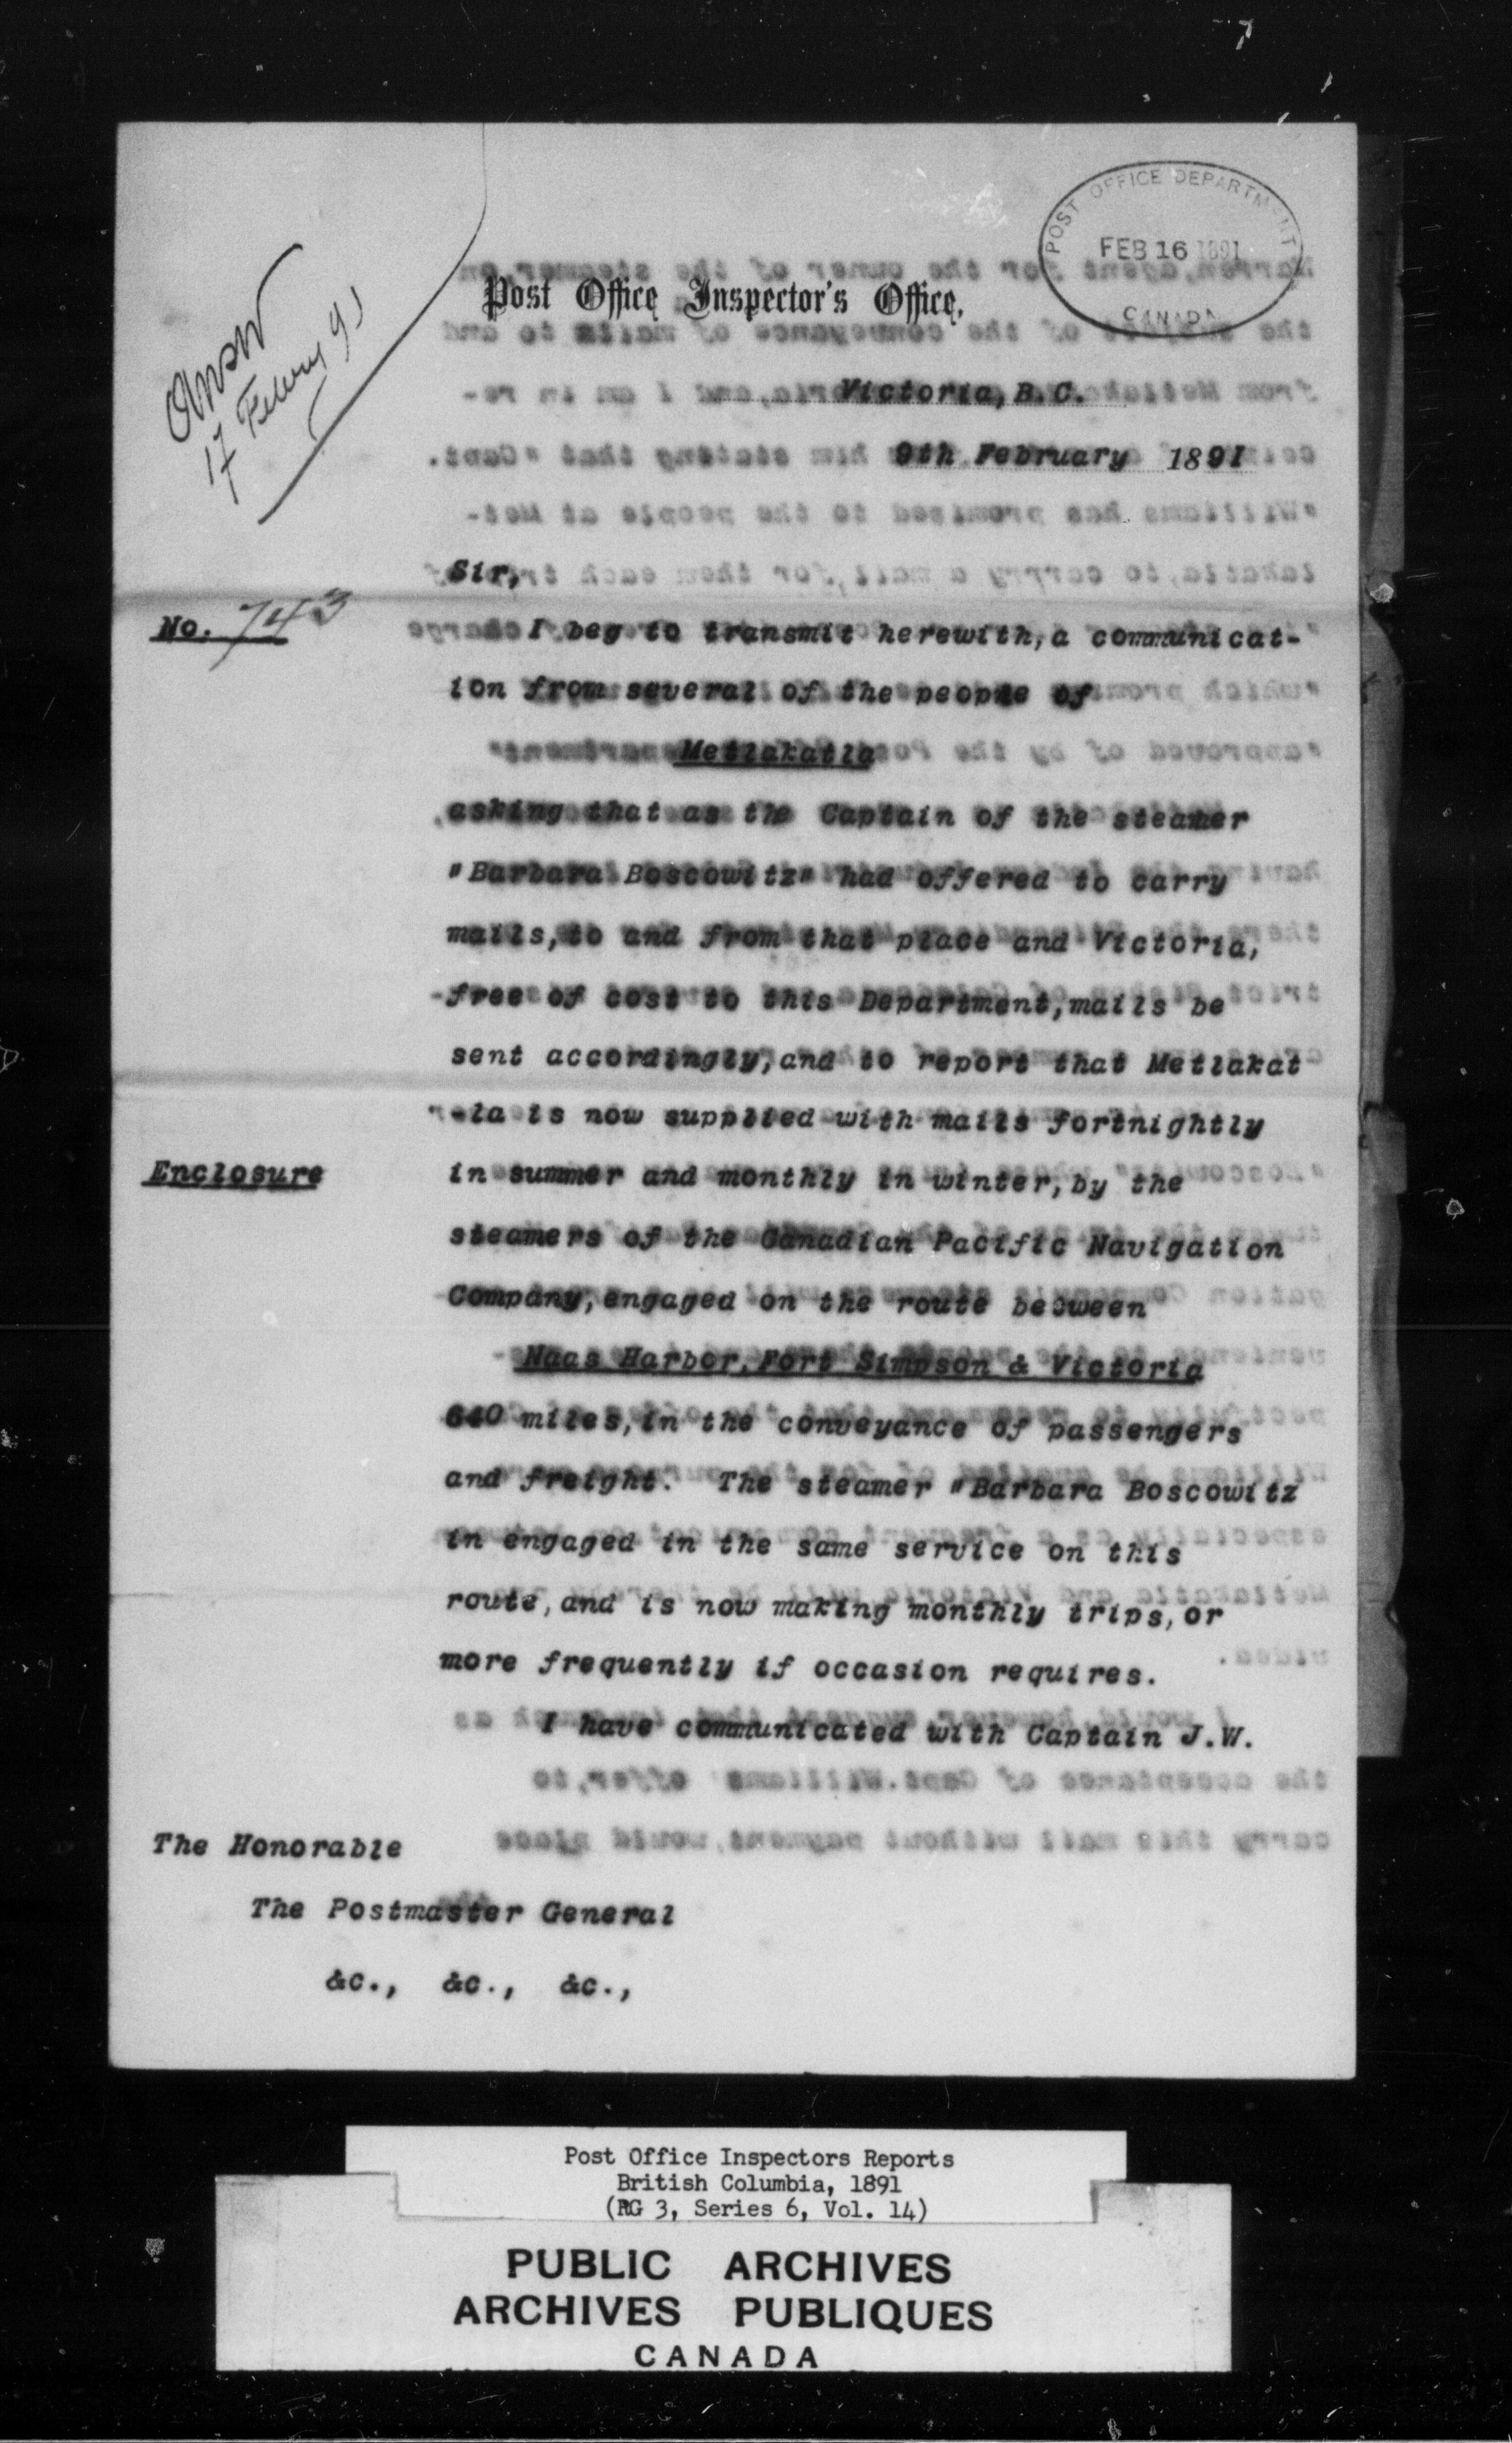 POST OFFICE DEPARTMENT
FEB 16 1891
CANADA
Answd
17 Febuary 91
Post Office Inspector's Office,
Victoria, B.C.
9th February 1891
Sir,
No. 743
I beg to transmit herewith, a communicat-
ion from several of the people of
Metlakatla
asking that as the Captain of the steamer
"Barbara Boscowitz" had offered to carry
mails, to and from that place and Victoria,
free of cost to this Department, mails be
sent accordingly, and to report that Metlakat
-la is now supplied with mails fortnightly
Enclosure
in summer and monthly in winter, by the
steamers of the Canadian Pacific Navigation
Company, engaged on the route between
Naas Harbor, Fort Simpson & Victoria
640 miles, in the conveyance of passengers
and freight. The steamer "Barbara Boscowitz
in engaged in the same service on this
route, and is now making monthly trips, or
more frequently if occasion requires.
I have communicated with Captain J.W.
The Honorable
The Postmaster General
&c., &c., &c.,
Post Office Inspectors Reports
British Columbia, 1891
(RG 3, Series 6, Vol. 14)
PUBLIC ARCHIVES
ARCHIVES PUBLIQUES
CANADA